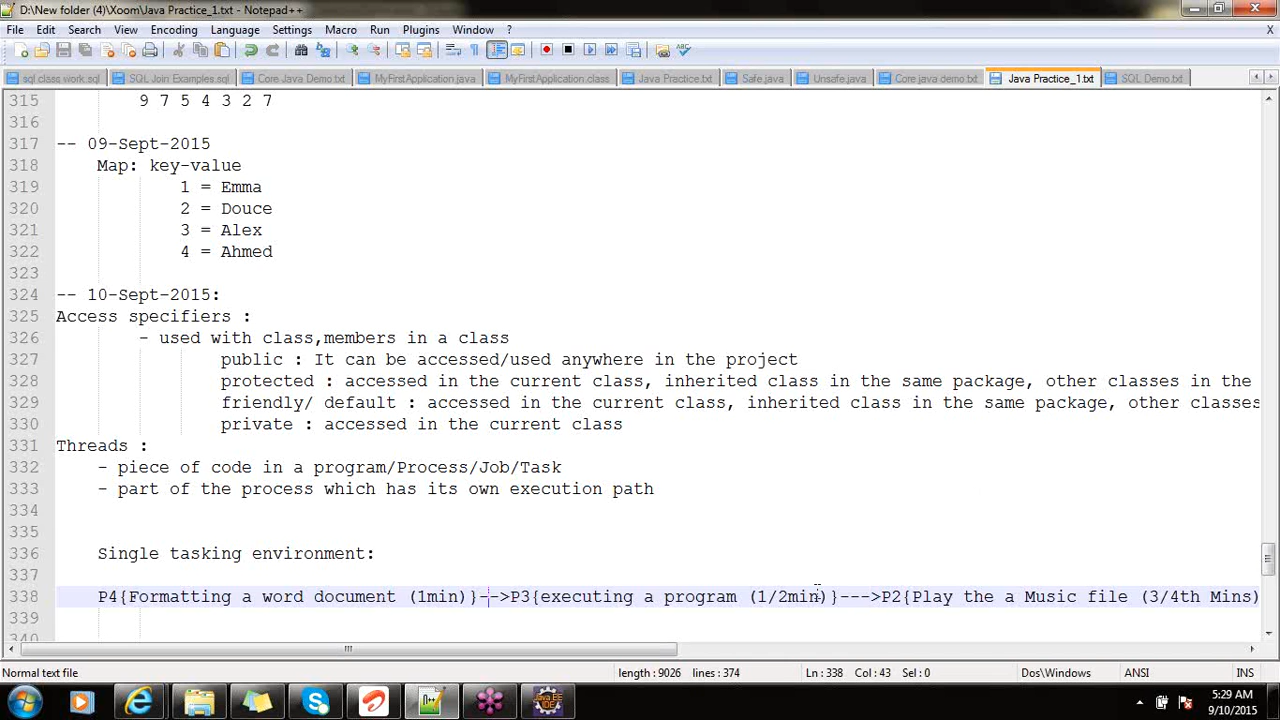 D:\New folder (4)\Xoom\Java Practice_1.txt - Notepad++
File Edit Search View Encoding Language Settings Macro Run Plugins Window ? X
sql class work.sql SQL Join Examples.sql Core Java Demo.txt MyFirstApplication.java MyFirstApplication.class Java Practice.txt Safe.java Unsafe.java Core java demo.txt Java Practice_1.txt SQL Demo.txt
315 9 7 5 4 3 2 7
316
317 -- 09-Sept-2015
318 Map: key-value
319 1 = Emma
320 2 = Douce
321 3 = Alex
322 4 = Ahmed
323
324 -- 10-Sept-2015:
325 Access specifiers :
326 - used with class,members in a class
327 public : It can be accessed/used anywhere in the project
328 protected : accessed in the current class, inherited class in the same package, other classes in the
329 friendly/ default : accessed in the current class, inherited class in the same package, other classes
330 private : accessed in the current class
331 Threads :
332 - piece of code in a program/Process/Job/Task
333 - part of the process which has its own execution path
334
335
336 Single tasking environment:
337
338 P4{Formatting a word document (1min)}-->P3{executing a program (1/2min)}--->P2{Play the a Music file (3/4th Mins)
339
340
Normal text file length : 9026 lines : 374 Ln : 338 Col : 43 Sel : 0 Dos\Windows ANSI INS
5:29 AM
9/10/2015